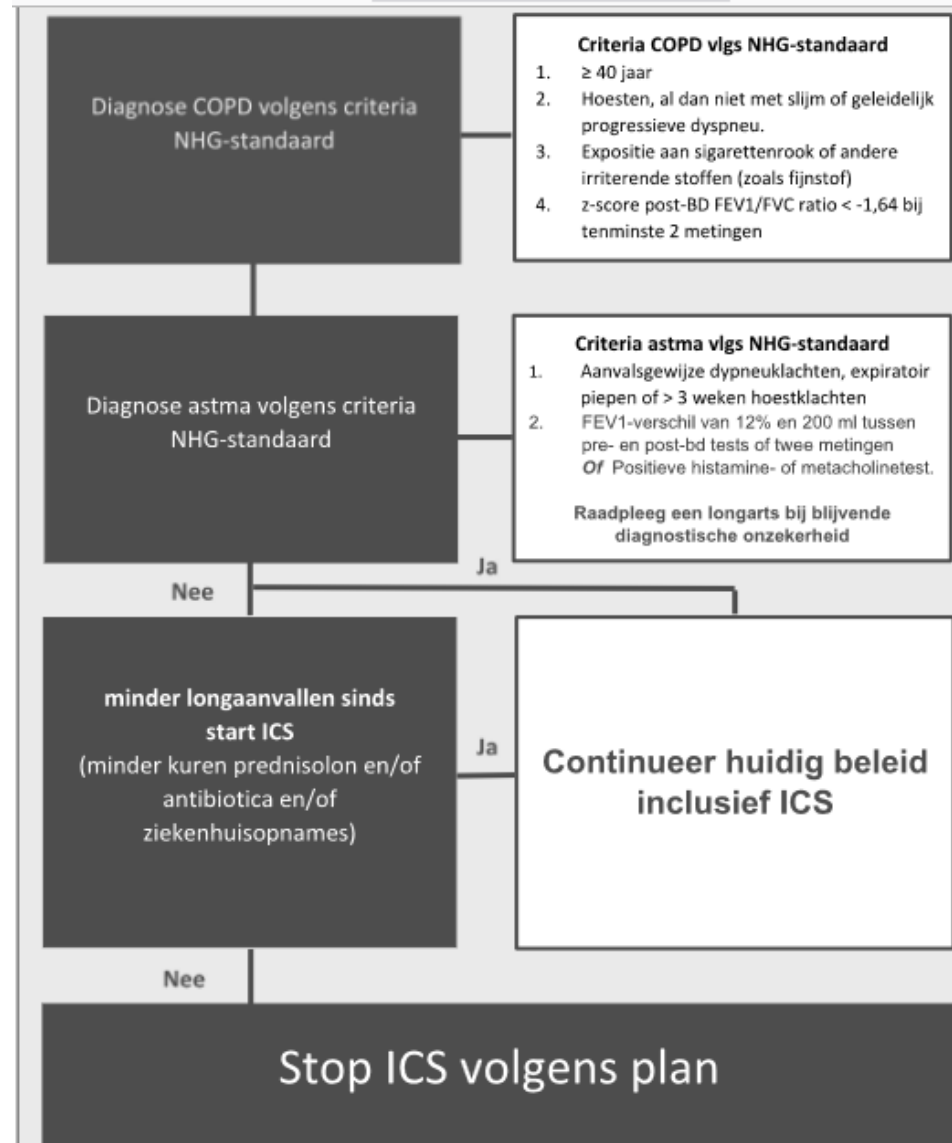 Diagnose COPD volgens criteria
NHG-standaard
Criteria COPD vlgs NHG-standaard
1. ≥ 40 jaar
2. Hoesten, al dan niet met slijm of geleidelijk
progressieve dyspneu.
3. Expositie aan sigarettenrook of andere
irriterende stoffen (zoals fijnstof)
4. z-score post-BD FEV1/FVC ratio < -1,64 bij
tenminste 2 metingen
Diagnose astma volgens criteria
NHG-standaard
Criteria astma vlgs NHG-standaard
1. Aanvalsgewijze dypneuklachten, expiratoir
piepen of > 3 weken hoestklachten
2. FEV1-verschil van 12% en 200 ml tussen
pre- en post-bd tests of twee metingen
Of Positieve histamine- of metacholinetest.
Raadpleeg een longarts bij blijvende
diagnostische onzekerheid
Nee
Ja
minder longaanvallen sinds
start ICS
(minder kuren prednisolon en/of
antibiotica en/of
ziekenhuisopnames)
Ja
Continueer huidig beleid
inclusief ICS
Nee
Stop ICS volgens plan